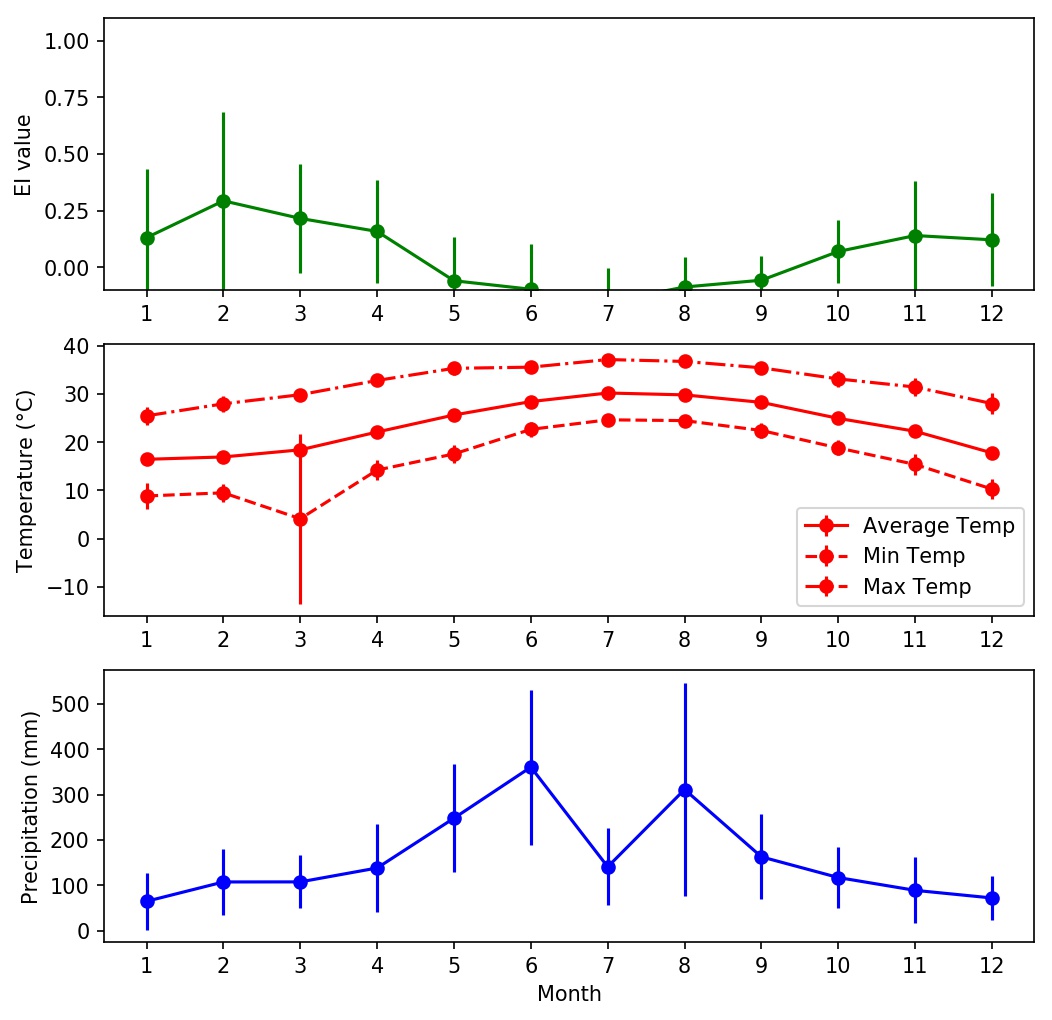 EI value
1.00
0.75
0.50
0.25
0.00
1 2 3 4 5 6 7 8 9 10 11 12
Temperature (°C)
40
30
20
10
0
−10
Average Temp
Min Temp
Max Temp
1 2 3 4 5 6 7 8 9 10 11 12
Precipitation (mm)
500
400
300
200
100
0
1 2 3 4 5 6 7 8 9 10 11 12
Month